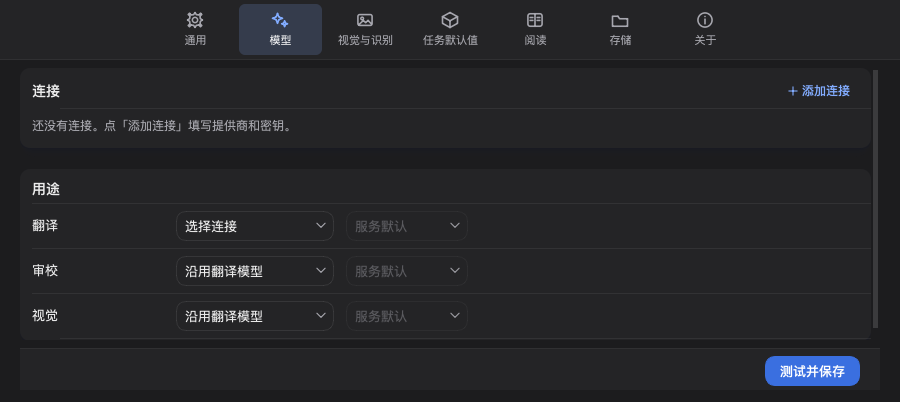 通用 模型 视觉与识别 任务默认值 阅读 存储 关于
连接 添加连接
还没有连接。点「添加连接」填写提供商和密钥。
用途
翻译 选择连接 服务默认
审校 沿用翻译模型 服务默认
视觉 沿用翻译模型 服务默认
测试并保存